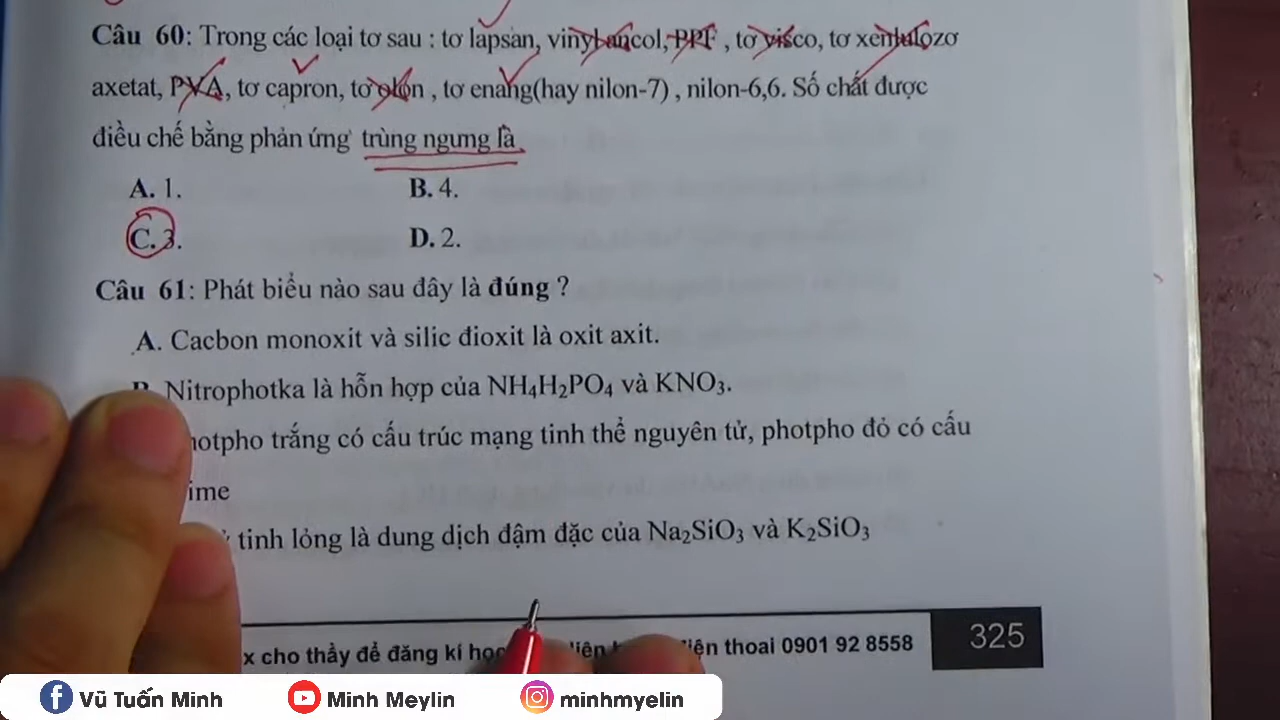 Câu 60: Trong các loại tơ sau : tơ lapsan, vinyl ancol, PPF , tơ visco, tơ xenlulozơ
axetat, PVA, tơ capron, tơ olon , tơ enang(hay nilon-7) , nilon-6,6. Số chất được
điều chế bằng phản ứng trùng ngưng là
A. 1. B. 4.
C. 3. D. 2.
Câu 61: Phát biểu nào sau đây là đúng ?
A. Cacbon monoxit và silic đioxit là oxit axit.
Nitrophotka là hỗn hợp của NH₄H₂PO₄ và KNO₃.
trắng có cấu trúc mạng tinh thể nguyên tử, photpho đỏ có cấu
ime
tinh lỏng là dung dịch đậm đặc của Na₂SiO₃ và K₂SiO₃
x cho thầy để đăng kí thoại 0901 92 8558 325
Vũ Tuấn Minh Minh Meylin minhmyelin